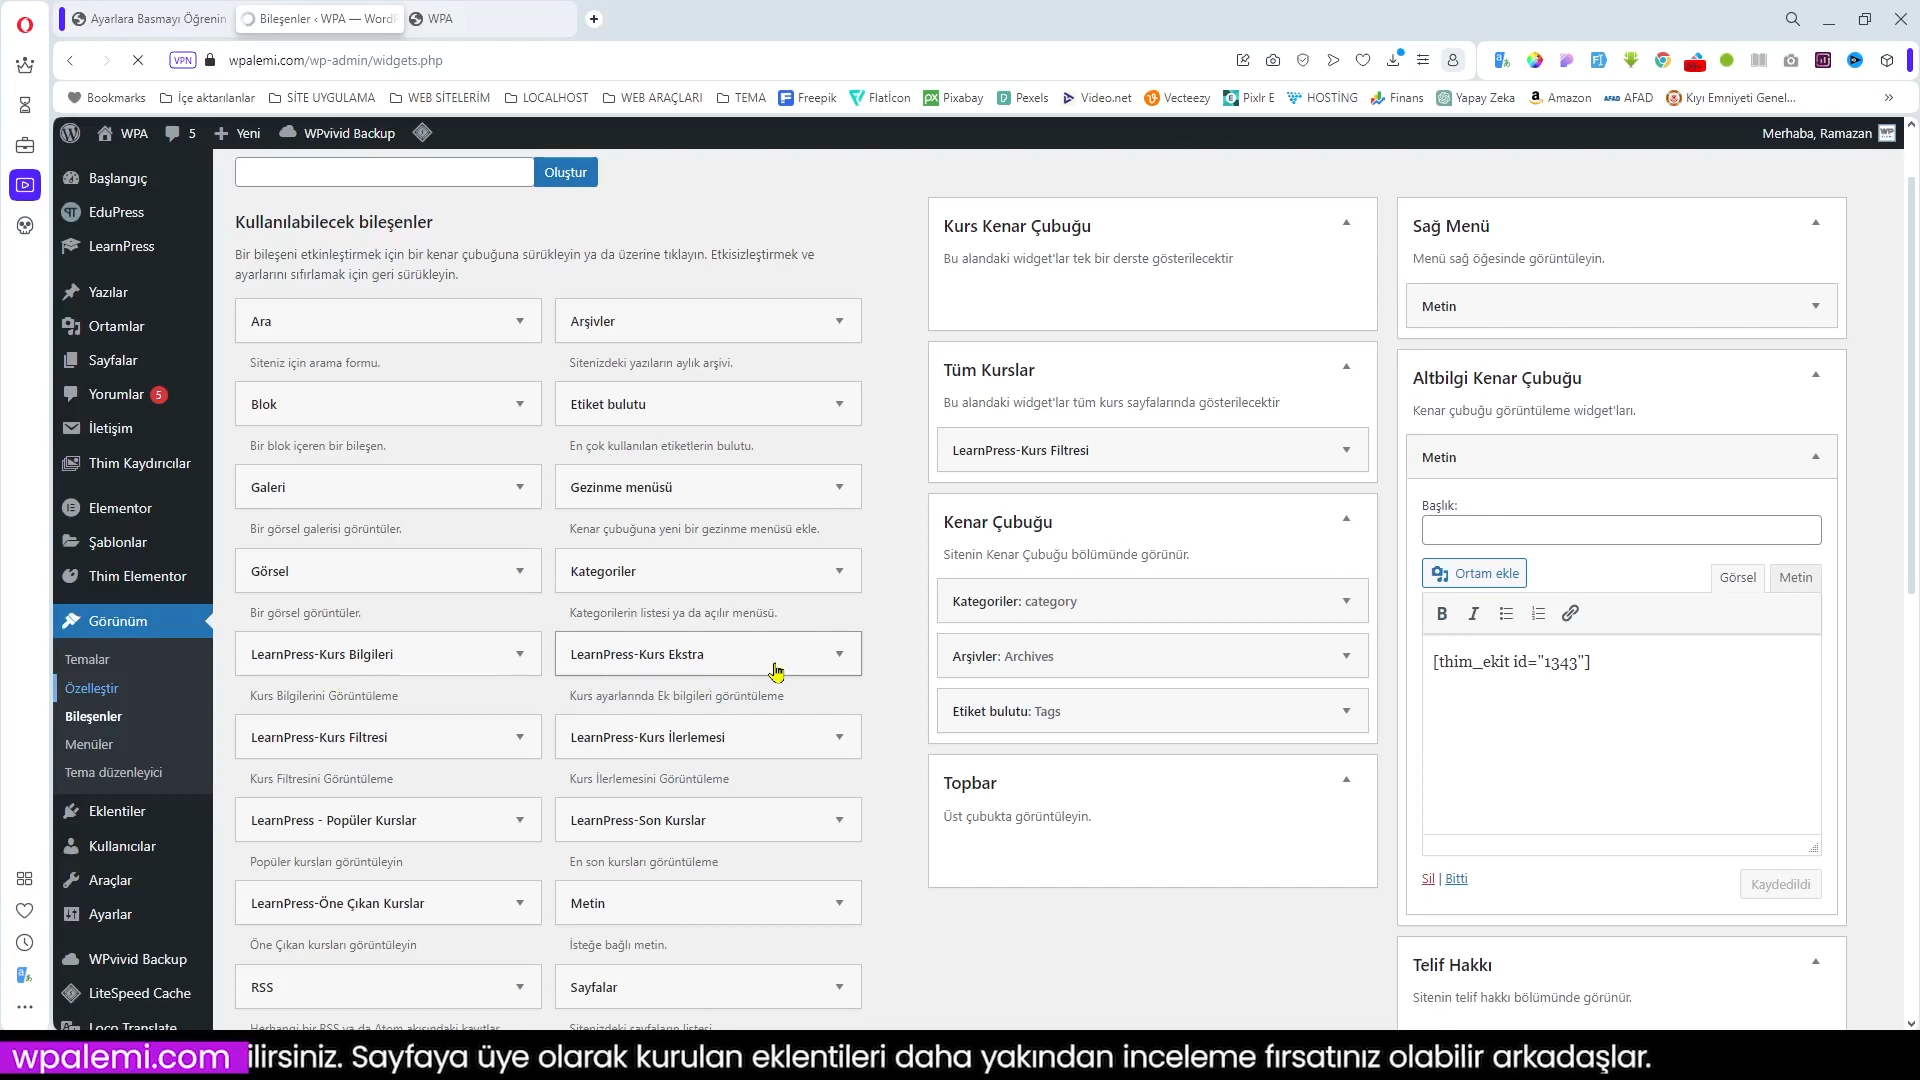 Ayarlara Basmayı Öğrenin
Bileşenler ‹ WPA — WordP
WPA
VPN
wpalemi.com/wp-admin/widgets.php
Bookmarks
İçe aktarılanlar
SİTE UYGULAMA
WEB SİTELERİM
LOCALHOST
WEB ARAÇLARI
TEMA
Freepik
Flatİcon
Pixabay
Pexels
Video.net
Vecteezy
Pixlr E
HOSTİNG
Finans
Yapay Zeka
Amazon
AFAD
Kıyı Emniyeti Genel...
WPA
5
Yeni
WPvivid Backup
Merhaba, Ramazan
Başlangıç
EduPress
LearnPress
Yazılar
Ortamlar
Sayfalar
Yorumlar 5
İletişim
Thim Kaydırıcılar
Elementor
Şablonlar
Thim Elementor
Görünüm
Temalar
Özelleştir
Bileşenler
Menüler
Tema düzenleyici
Eklentiler
Kullanıcılar
Araçlar
Ayarlar
WPvivid Backup
LiteSpeed Cache
Loco Translate
Oluştur
Kullanılabilecek bileşenler
Bir bileşeni etkinleştirmek için bir kenar çubuğuna sürükleyin ya da üzerine tıklayın. Etkisizleştirmek ve
ayarlarını sıfırlamak için geri sürükleyin.
Ara
Siteniz için arama formu.
Arşivler
Sitenizdeki yazıların aylık arşivi.
Blok
Bir blok içeren bir bileşen.
Etiket bulutu
En çok kullanılan etiketlerin bulutu.
Galeri
Bir görsel galerisi görüntüler.
Gezinme menüsü
Kenar çubuğuna yeni bir gezinme menüsü ekle.
Görsel
Bir görsel görüntüler.
Kategoriler
Kategorilerin listesi ya da açılır menüsü.
LearnPress-Kurs Bilgileri
Kurs Bilgilerini Görüntüleme
LearnPress-Kurs Ekstra
Kurs ayarlarında Ek bilgileri görüntüleme
LearnPress-Kurs Filtresi
Kurs Filtresini Görüntüleme
LearnPress-Kurs İlerlemesi
Kurs İlerlemesini Görüntüleme
LearnPress - Popüler Kurslar
Popüler kursları görüntüleyin
LearnPress-Son Kurslar
En son kursları görüntüleme
LearnPress-Öne Çıkan Kurslar
Öne Çıkan kursları görüntüleyin
Metin
İsteğe bağlı metin.
RSS
Herhangi bir RSS ya da Atom akışındaki kayıtlar.
Sayfalar
Sitenizdeki sayfaların listesi.
Kurs Kenar Çubuğu
Bu alandaki widget'lar tek bir derste gösterilecektir
Tüm Kurslar
Bu alandaki widget'lar tüm kurs sayfalarında gösterilecektir
LearnPress-Kurs Filtresi
Kenar Çubuğu
Sitenin Kenar Çubuğu bölümünde görünür.
Kategoriler: category
Arşivler: Archives
Etiket bulutu: Tags
Topbar
Üst çubukta görüntüleyin.
Sağ Menü
Menü sağ öğesinde görüntüleyin.
Metin
Altbilgi Kenar Çubuğu
Kenar çubuğu görüntüleme widget'ları.
Metin
Başlık:
Ortam ekle
Görsel
Metin
[thim_ekit id="1343"]
Sil | Bitti
Kaydedildi
Telif Hakkı
Sitenin telif hakkı bölümünde görünür.
wpalemi.com
ilirsiniz. Sayfaya üye olarak kurulan eklentileri daha yakından inceleme fırsatınız olabilir arkadaşlar.